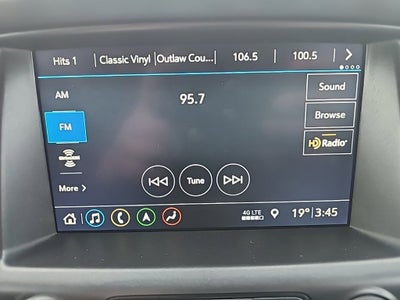 Hits 1 Classic Vinyl Outlaw Cou... 106.5 100.5
AM
95.7
Sound
FM
Browse
HD Radio
Tune
More
4G LTE
19° 3:45